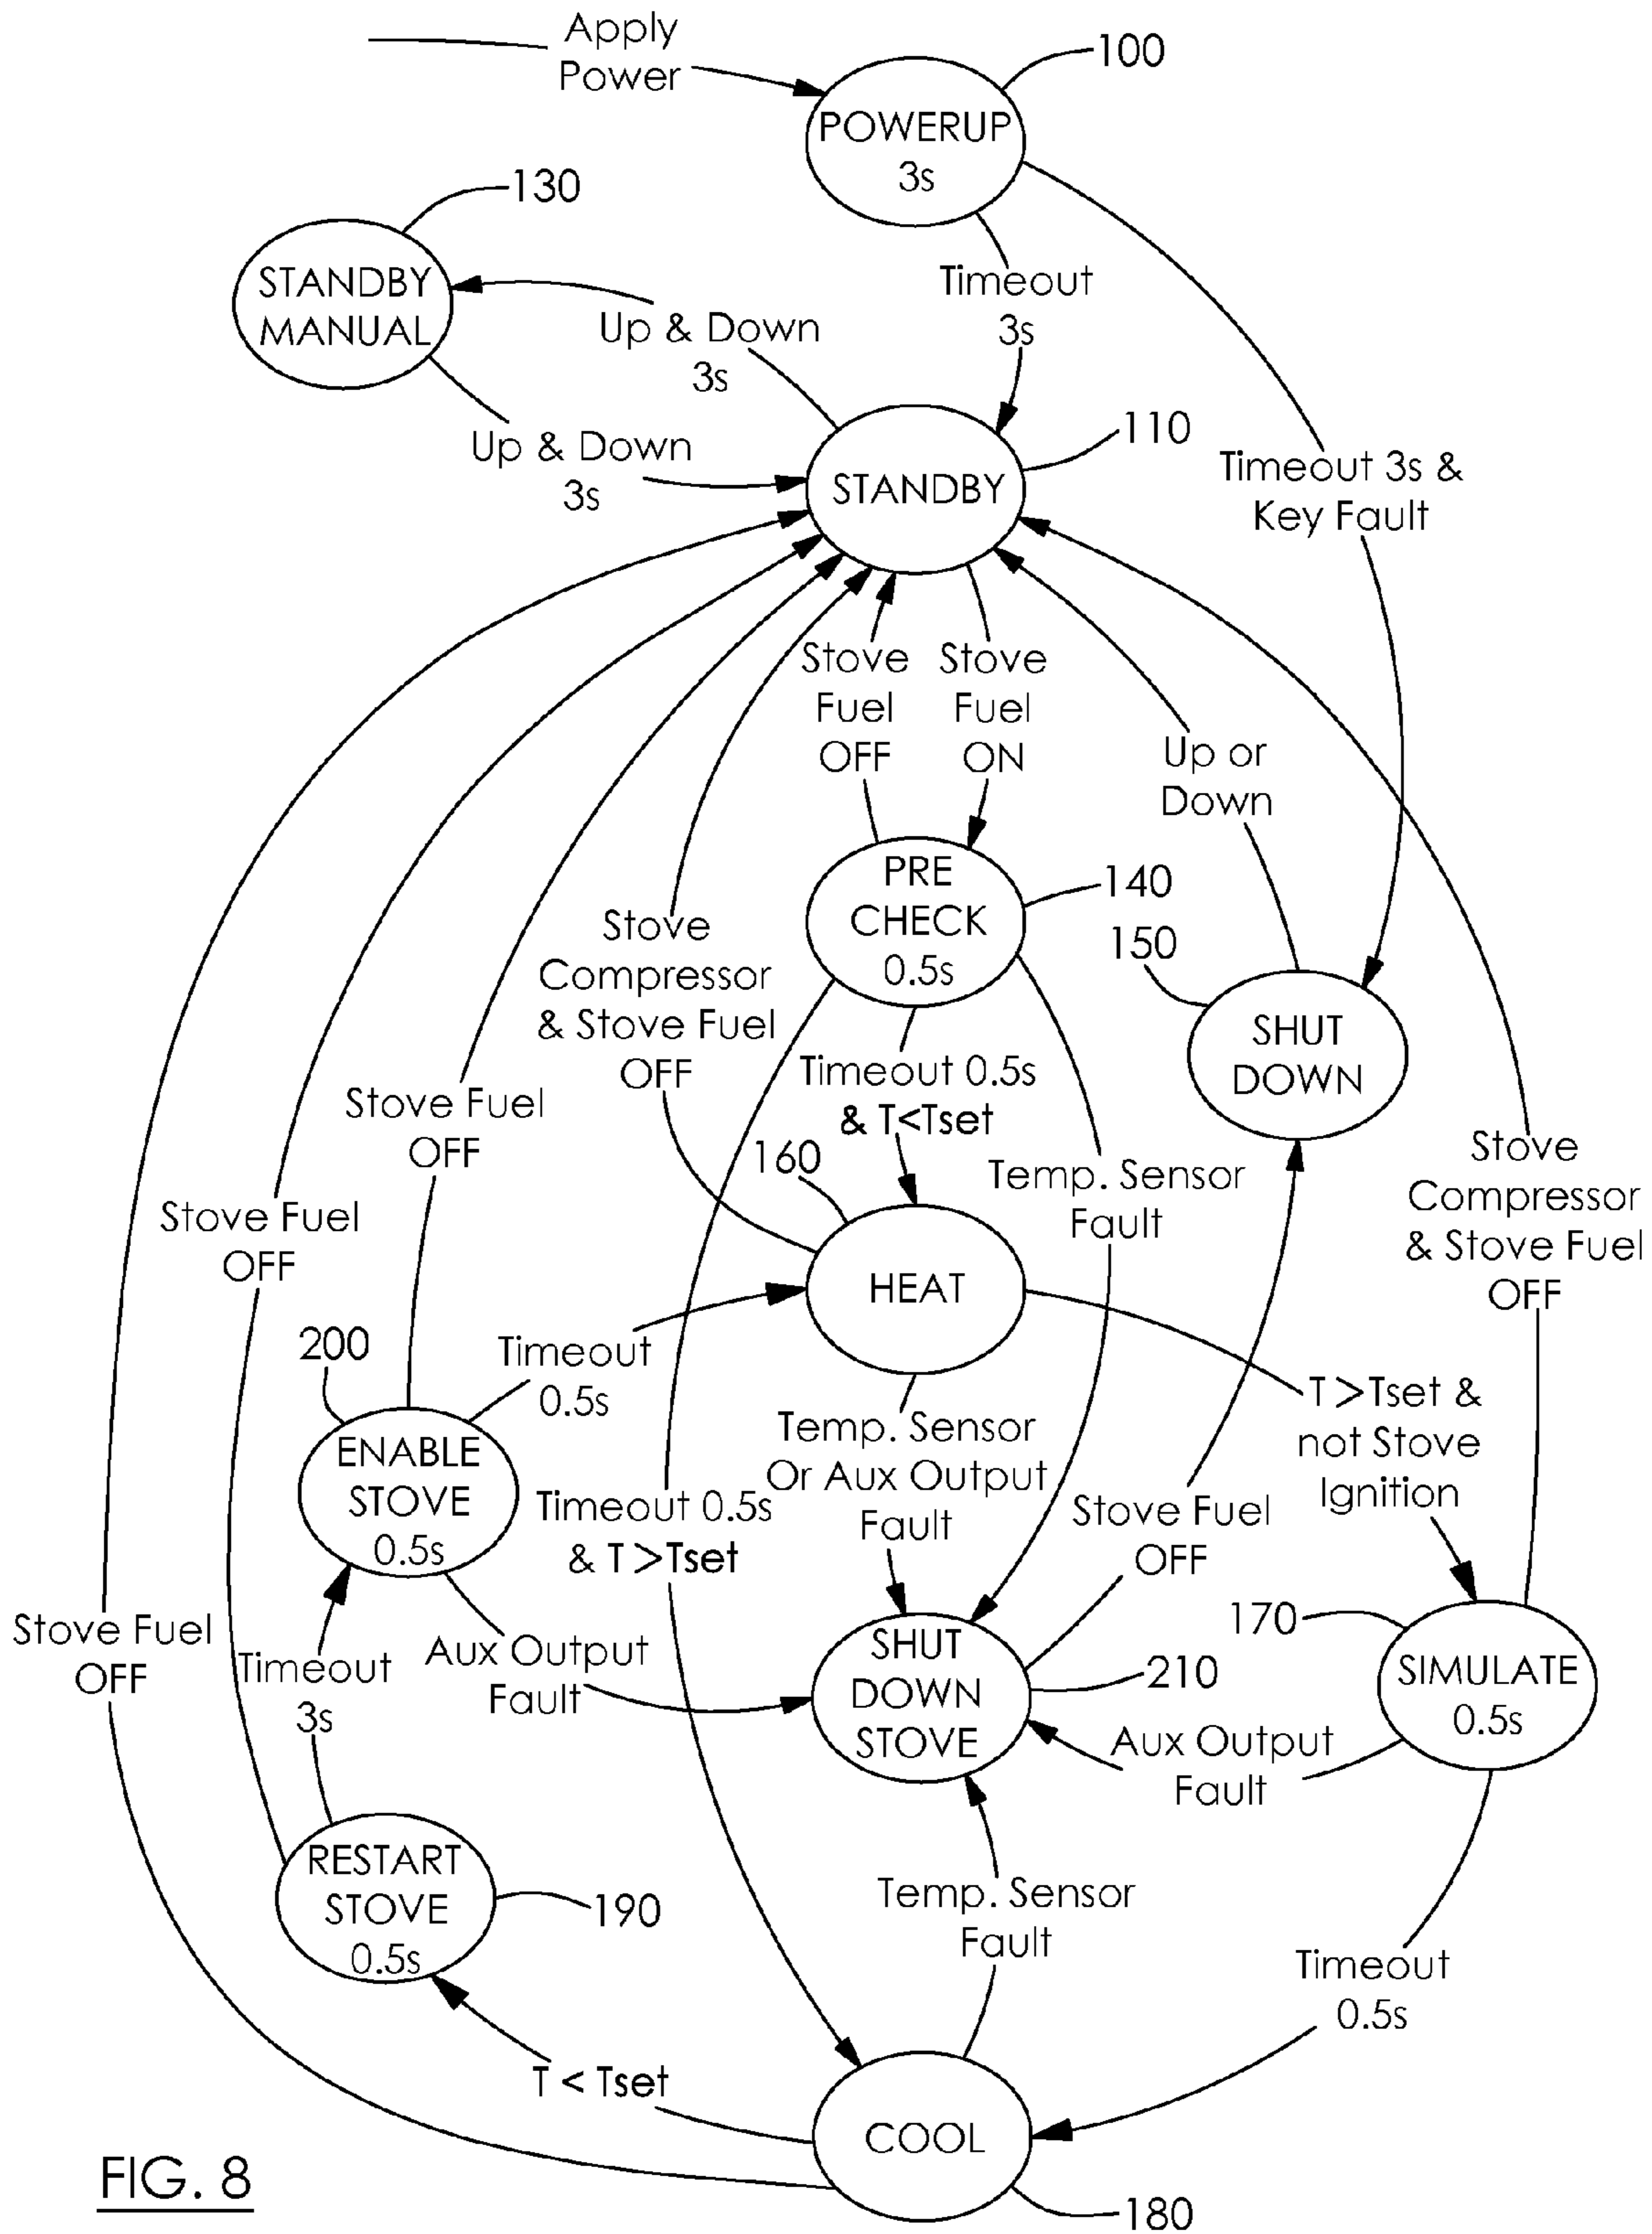 Apply
Power
100
POWERUP
3s
130
STANDBY
MANUAL
Timeout
3s
Up & Down
3s
110
Up & Down
3s
STANDBY
Timeout 3s &
Key Fault
Stove
Fuel
OFF
Stove
Fuel
ON
Up or
Down
PRE
CHECK
0.5s
140
150
Stove
Compressor
& Stove Fuel
OFF
SHUT
DOWN
Timeout 0.5s
& T<Tset
Stove Fuel
OFF
160
Temp. Sensor
Fault
Stove
Compressor
& Stove Fuel
OFF
Stove Fuel
OFF
HEAT
200
Timeout
0.5s
T >Tset &
not Stove
Ignition
ENABLE
STOVE
0.5s
Temp. Sensor
Or Aux Output
Fault
Timeout 0.5s
& T >Tset
Stove Fuel
OFF
Stove Fuel
OFF
Timeout
3s
Aux Output
Fault
SHUT
DOWN
STOVE
210
170
SIMULATE
0.5s
Aux Output
Fault
RESTART
STOVE
0.5s
190
Temp. Sensor
Fault
Timeout
0.5s
T < Tset
COOL
180
FIG. 8